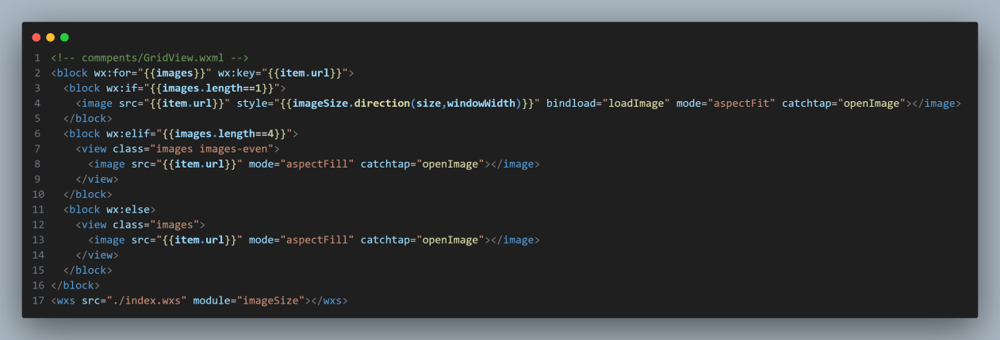 1 <!-- commpents/GridView.wxml -->
2 <block wx:for="{{images}}" wx:key="{{item.url}}">
3   <block wx:if="{{images.length==1}}">
4     <image src="{{item.url}}" style="{{imageSize.direction(size,windowWidth)}}" bindload="loadImage" mode="aspectFit" catchtap="openImage"></image>
5   </block>
6   <block wx:elif="{{images.length==4}}">
7     <view class="images images-even">
8       <image src="{{item.url}}" mode="aspectFill" catchtap="openImage"></image>
9     </view>
10   </block>
11   <block wx:else>
12     <view class="images">
13       <image src="{{item.url}}" mode="aspectFill" catchtap="openImage"></image>
14     </view>
15   </block>
16 </block>
17 <wxs src="./index.wxs" module="imageSize"></wxs>